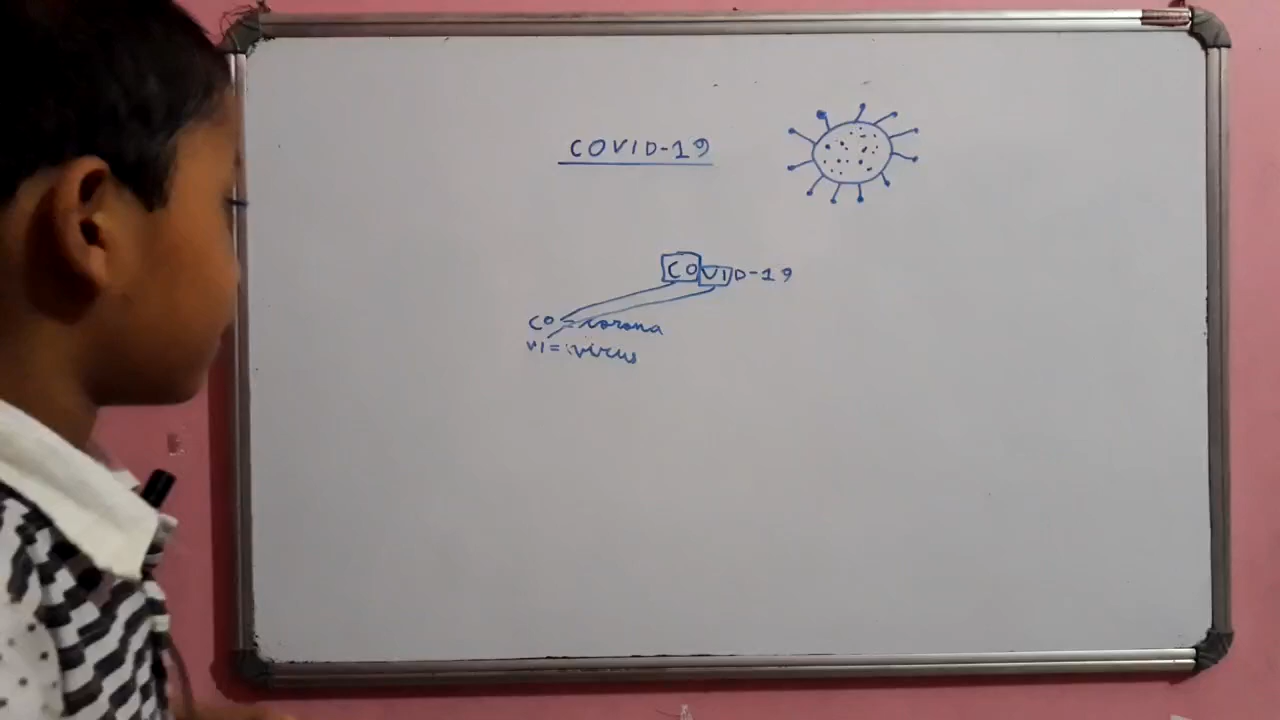 COVID-19
COVID-19
CO = corona
VI = virus